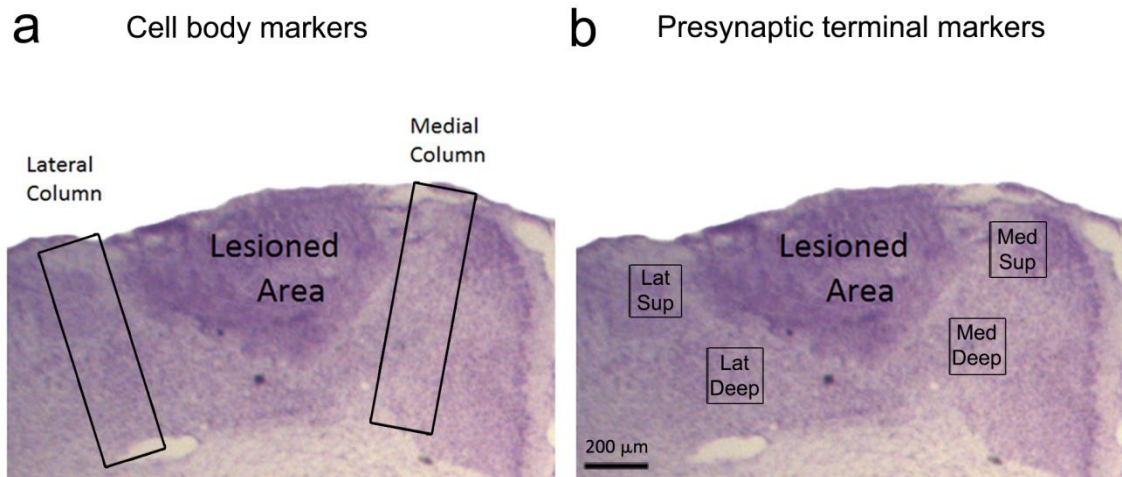 a Cell body markers
Lateral
Column
Medial
Column
Lesioned
Area
b Presynaptic terminal markers
Lesioned
Area
Lat
Sup
Med
Sup
Lat
Deep
Med
Deep
200 μm